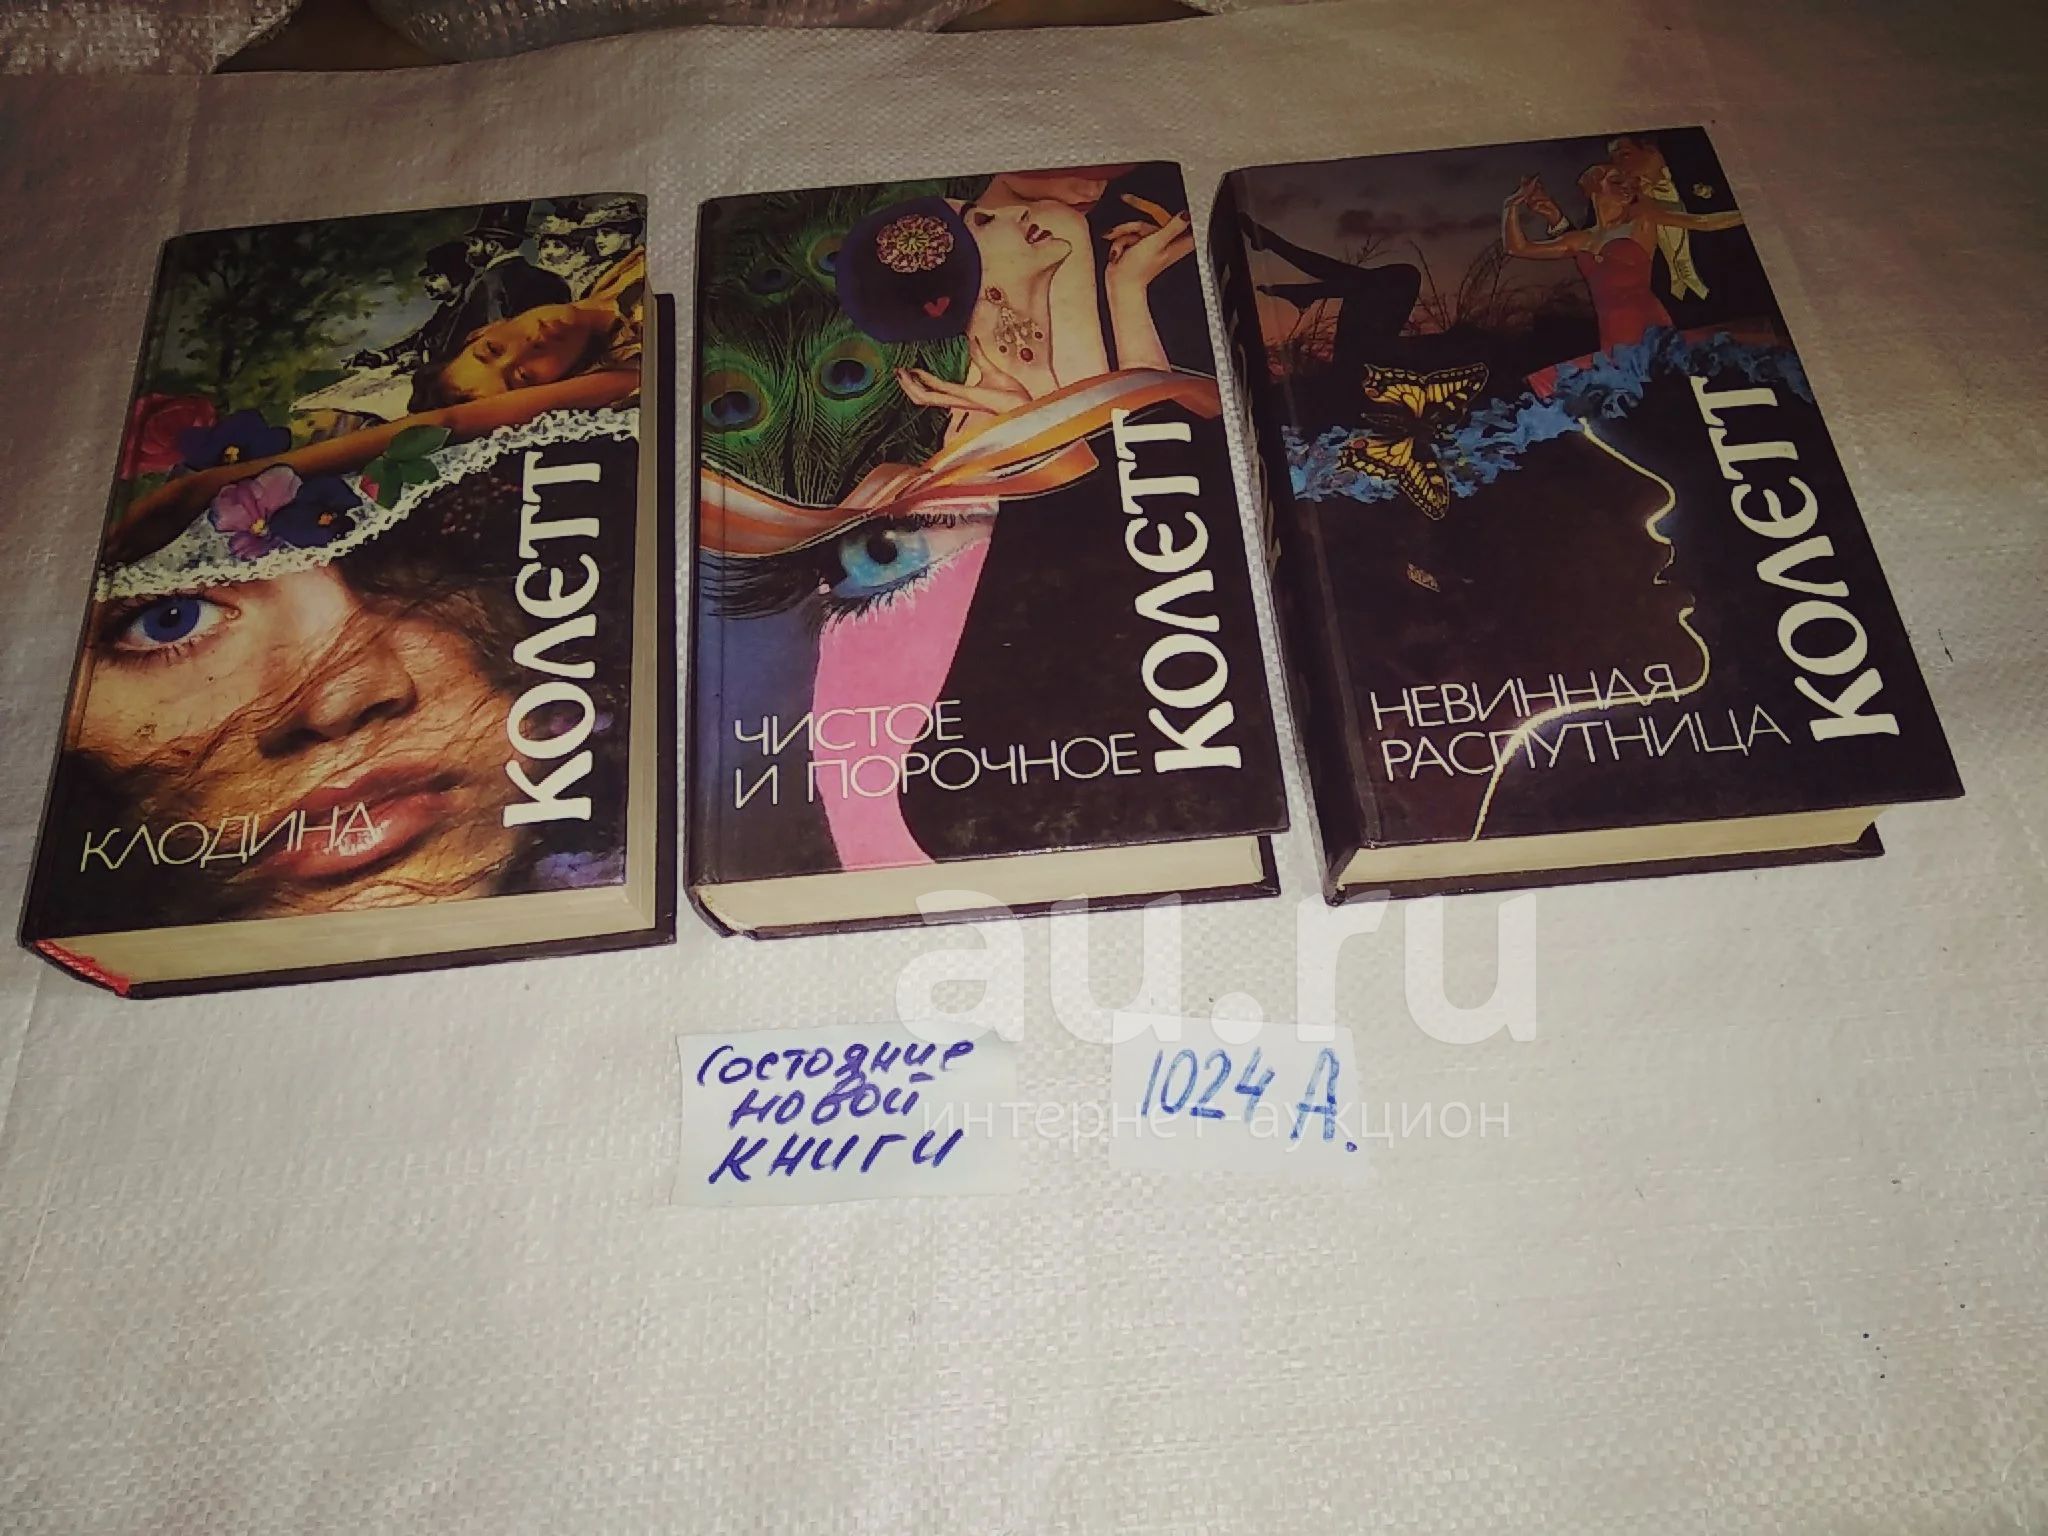 КОЛЕТТ
КЛОДИНА
КОЛЕТТ
ЧИСТОЕ
И ПОРОЧНОЕ
КОЛЕТТ
НЕВИННАЯ
РАСПУТНИЦА
au.ru
интернет-аукцион
Состояние
новой
книги
1024 А.